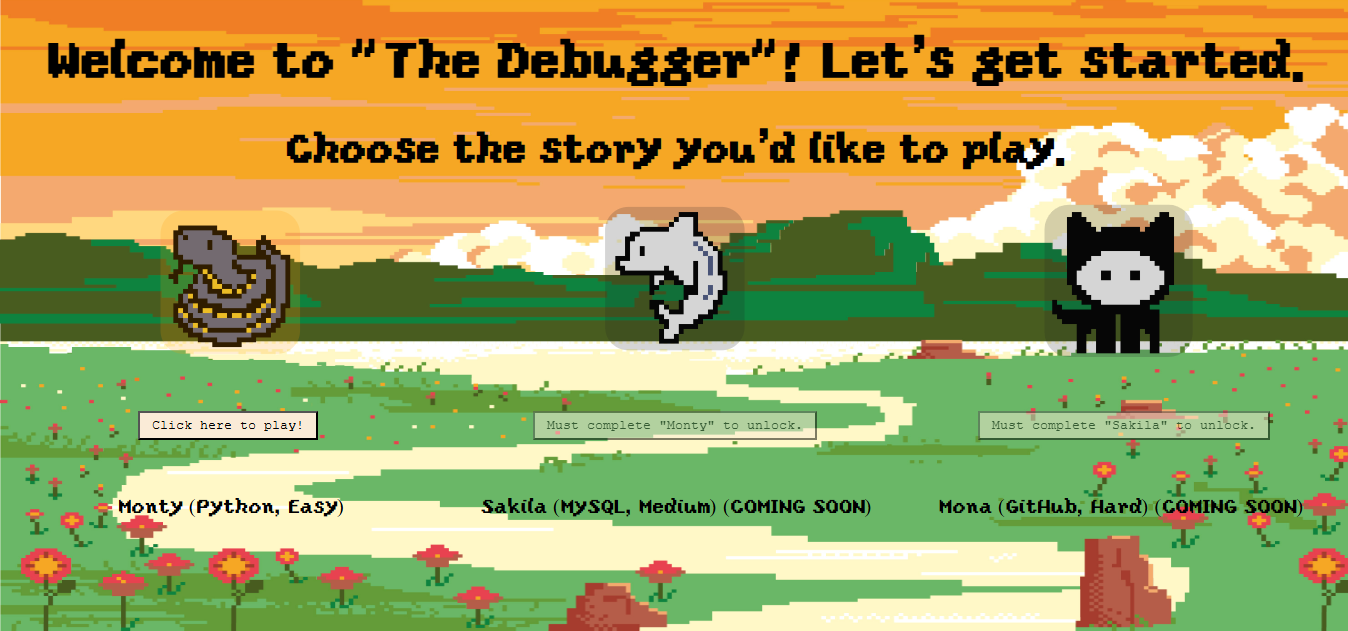 Welcome to "The Debugger"! Let's get started.
Choose the story you'd like to play.
Click here to play!
Must complete "Monty" to unlock.
Must complete "Sakila" to unlock.
Monty (Python, Easy)
Sakila (MySQL, Medium) (COMING SOON)
Mona (GitHub, Hard) (COMING SOON)